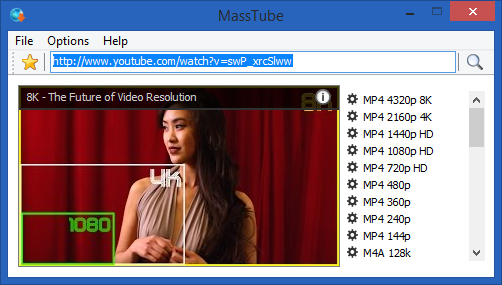 MassTube
File Options Help
http://www.youtube.com/watch?v=swP_xrcSlww
8K - The Future of Video Resolution
8K
4K
1080
MP4 4320p 8K
MP4 2160p 4K
MP4 1440p HD
MP4 1080p HD
MP4 720p HD
MP4 480p
MP4 360p
MP4 240p
MP4 144p
M4A 128k